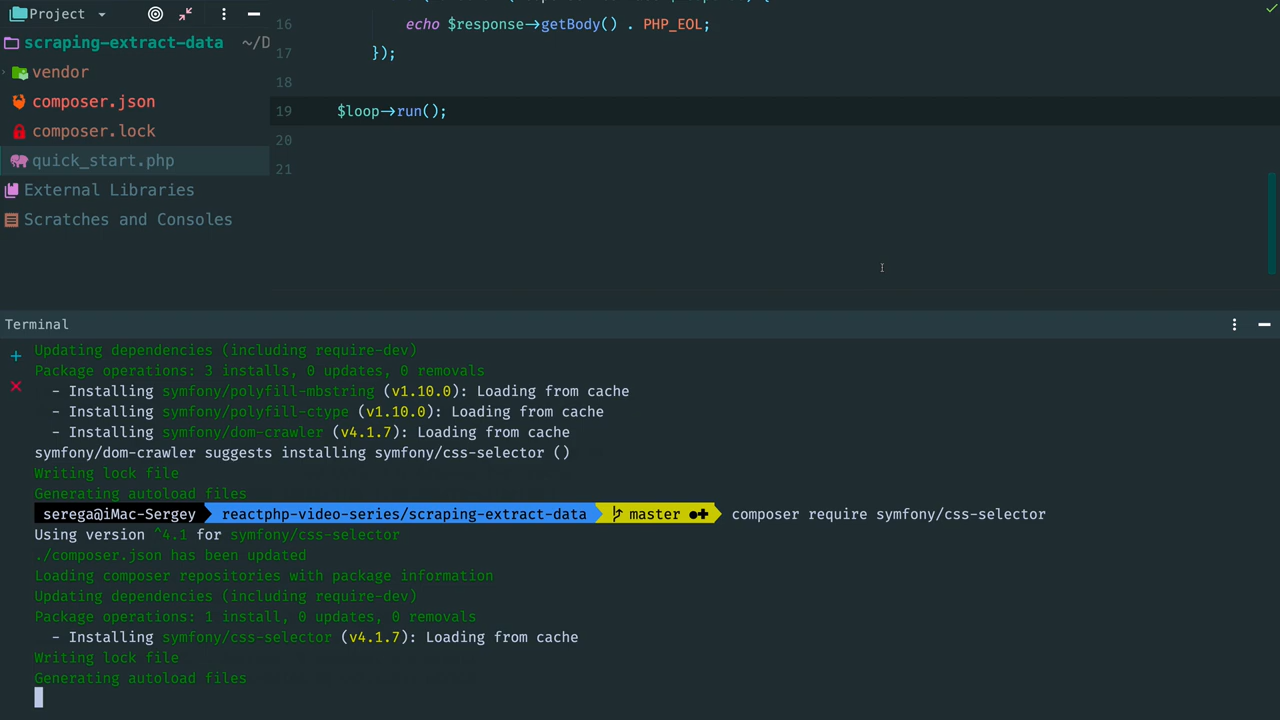 Project
scraping-extract-data ~/D
vendor
composer.json
composer.lock
quick_start.php
External Libraries
Scratches and Consoles
16 echo $response->getBody() . PHP_EOL;
17 });
18
19 $loop->run();
20
21
Terminal
Updating dependencies (including require-dev)
Package operations: 3 installs, 0 updates, 0 removals
- Installing symfony/polyfill-mbstring (v1.10.0): Loading from cache
- Installing symfony/polyfill-ctype (v1.10.0): Loading from cache
- Installing symfony/dom-crawler (v4.1.7): Loading from cache
symfony/dom-crawler suggests installing symfony/css-selector ()
Writing lock file
Generating autoload files
serega@iMac-Sergey reactphp-video-series/scraping-extract-data master composer require symfony/css-selector
Using version ^4.1 for symfony/css-selector
./composer.json has been updated
Loading composer repositories with package information
Updating dependencies (including require-dev)
Package operations: 1 install, 0 updates, 0 removals
- Installing symfony/css-selector (v4.1.7): Loading from cache
Writing lock file
Generating autoload files